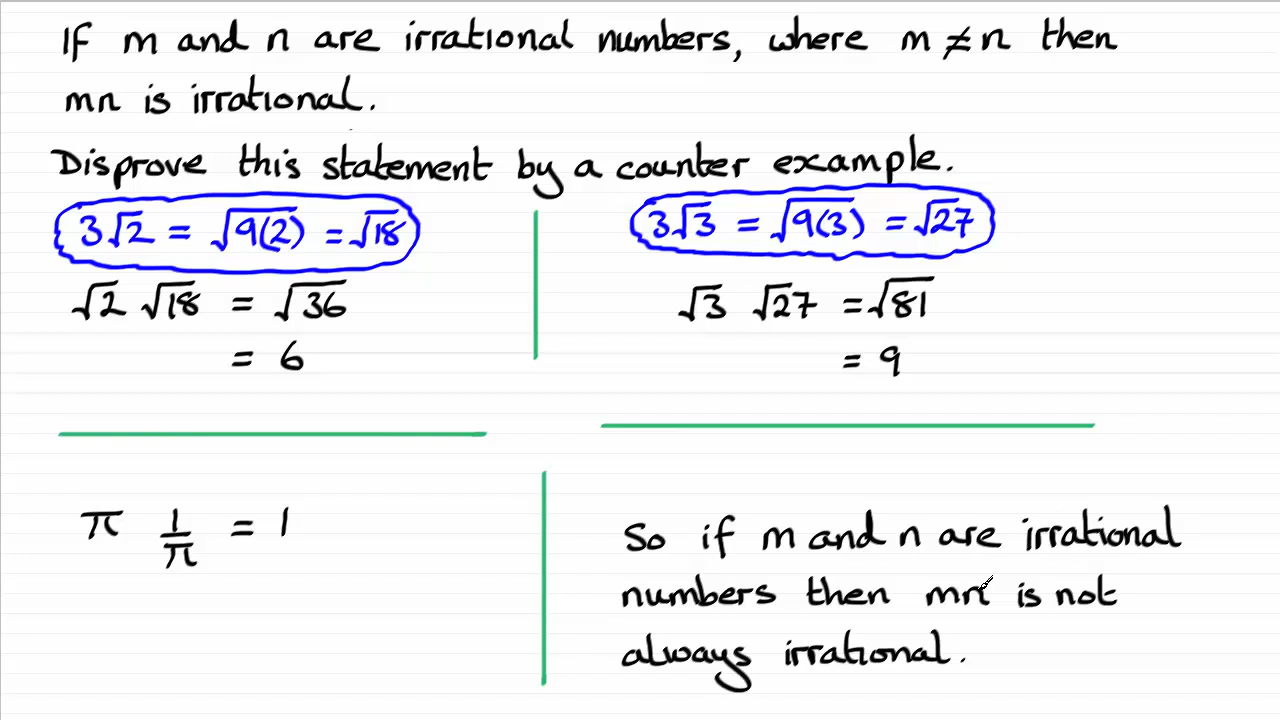 If m and n are irrational numbers, where m ≠ n then
mn is irrational.
Disprove this statement by a counter example.
3√2 = √9(2) = √18
√2 √18 = √36
= 6
3√3 = √9(3) = √27
√3 √27 = √81
= 9
π 1/π = 1
So if m and n are irrational
numbers then mn is not
always irrational.